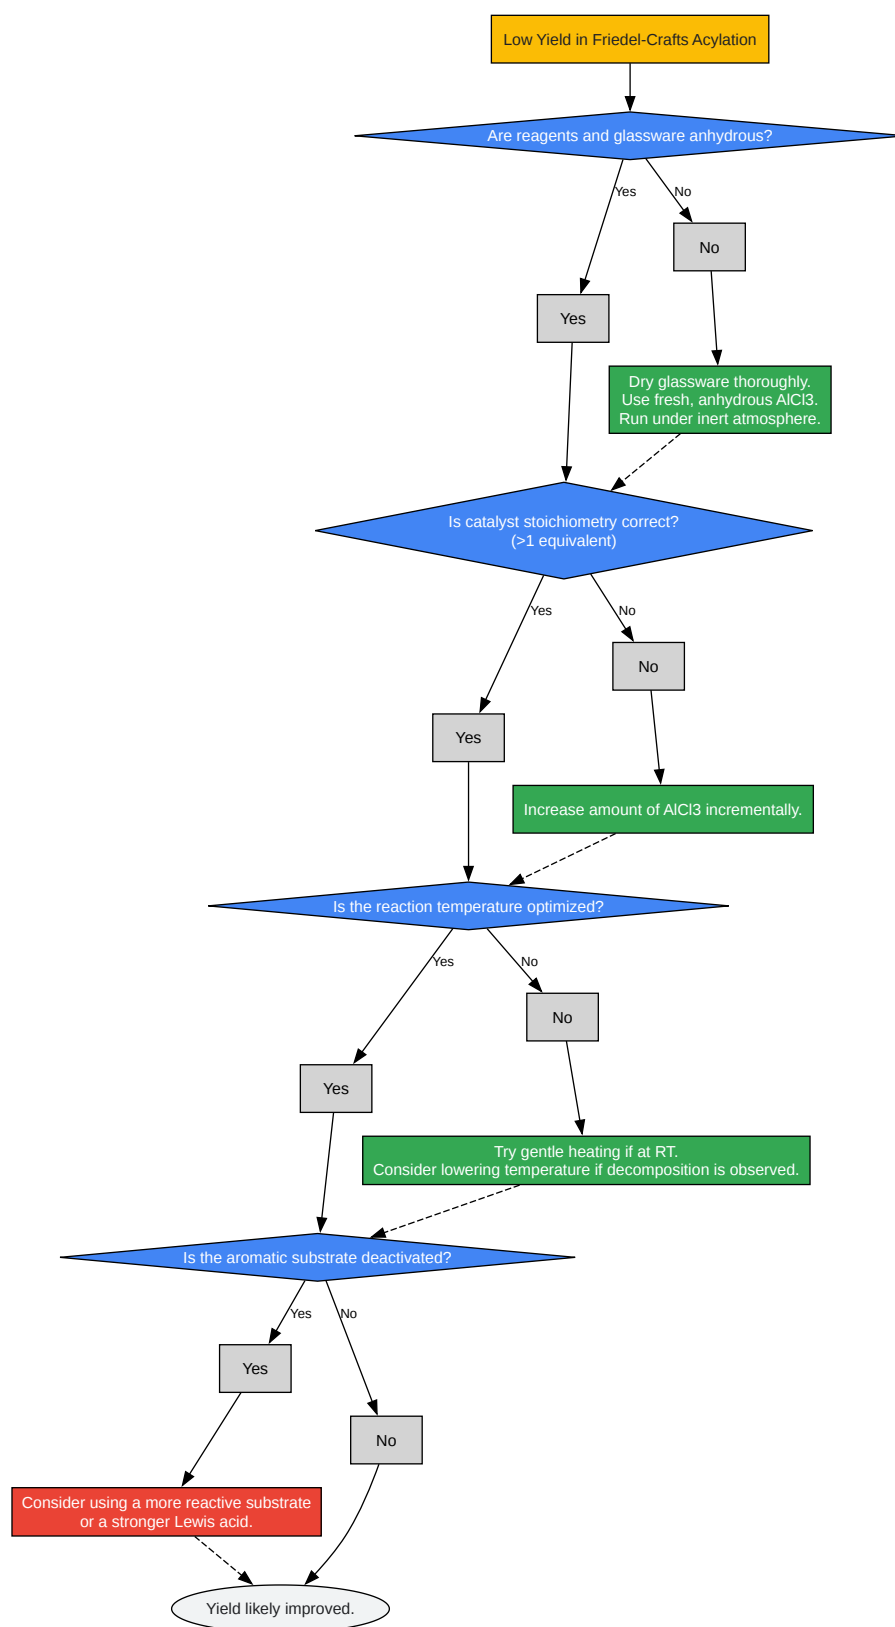 Low Yield in Friedel-Crafts Acylation
Are reagents and glassware anhydrous?
Yes
No
No
Yes
Dry glassware thoroughly.
Use fresh, anhydrous AlCl3.
Run under inert atmosphere.
Is catalyst stoichiometry correct?
(>1 equivalent)
Yes
No
No
Yes
Increase amount of AlCl3 incrementally.
Is the reaction temperature optimized?
Yes
No
No
Yes
Try gentle heating if at RT.
Consider lowering temperature if decomposition is observed.
Is the aromatic substrate deactivated?
Yes
No
Yes
No
Consider using a more reactive substrate
or a stronger Lewis acid.
Yield likely improved.